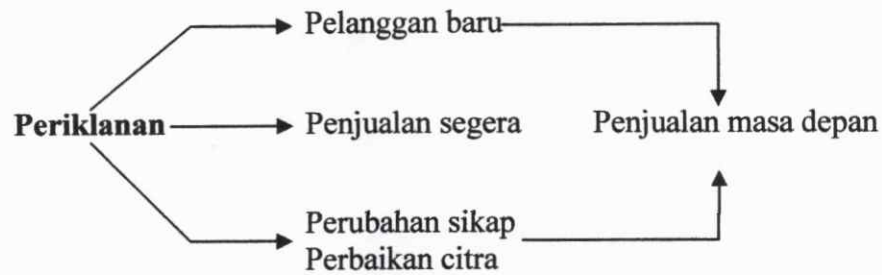 Pelanggan baru
Periklanan
Penjualan segera
Penjualan masa depan
Perubahan sikap
Perbaikan citra